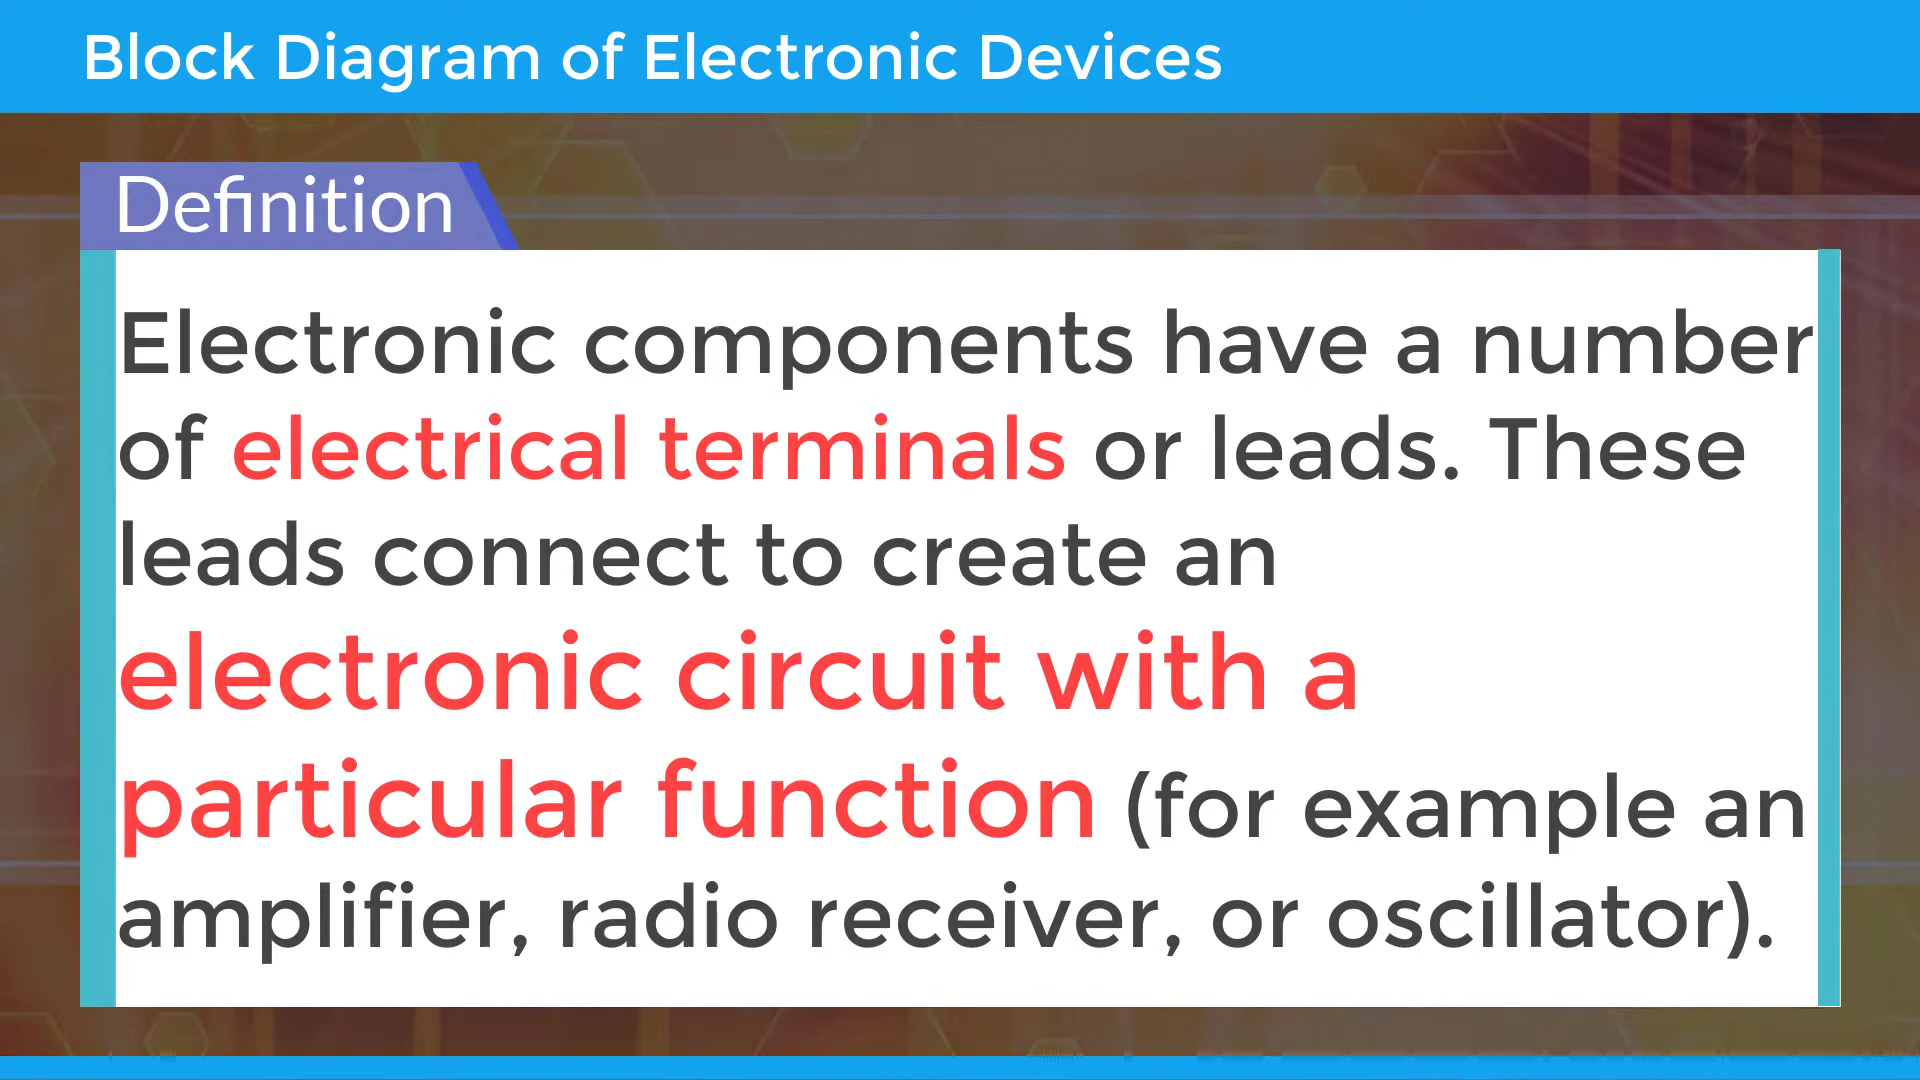 Block Diagram of Electronic Devices
Definition
Electronic components have a number
of electrical terminals or leads. These
leads connect to create an
electronic circuit with a
particular function (for example an
amplifier, radio receiver, or oscillator).